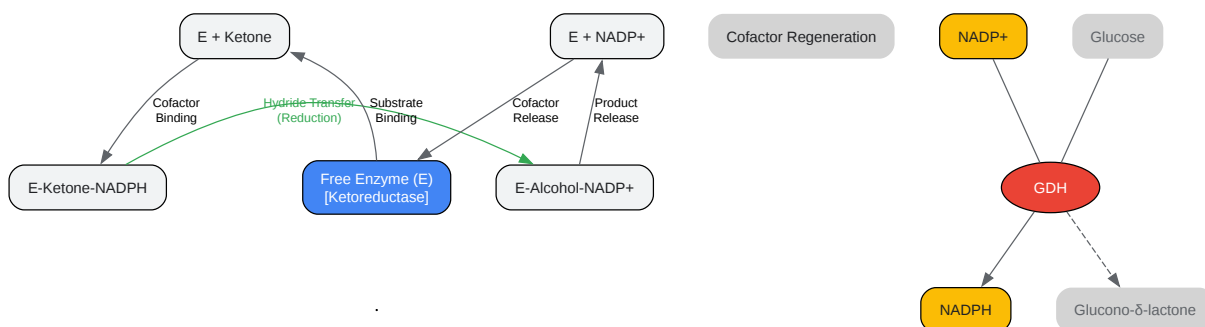 E + Ketone
E + NADP+
Cofactor Regeneration
NADP+
Glucose
Cofactor
Binding
Hydride Transfer
(Reduction)
Substrate
Binding
Cofactor
Release
Product
Release
E-Ketone-NADPH
Free Enzyme (E)
[Ketoreductase]
E-Alcohol-NADP+
GDH
NADPH
Glucono-δ-lactone
.